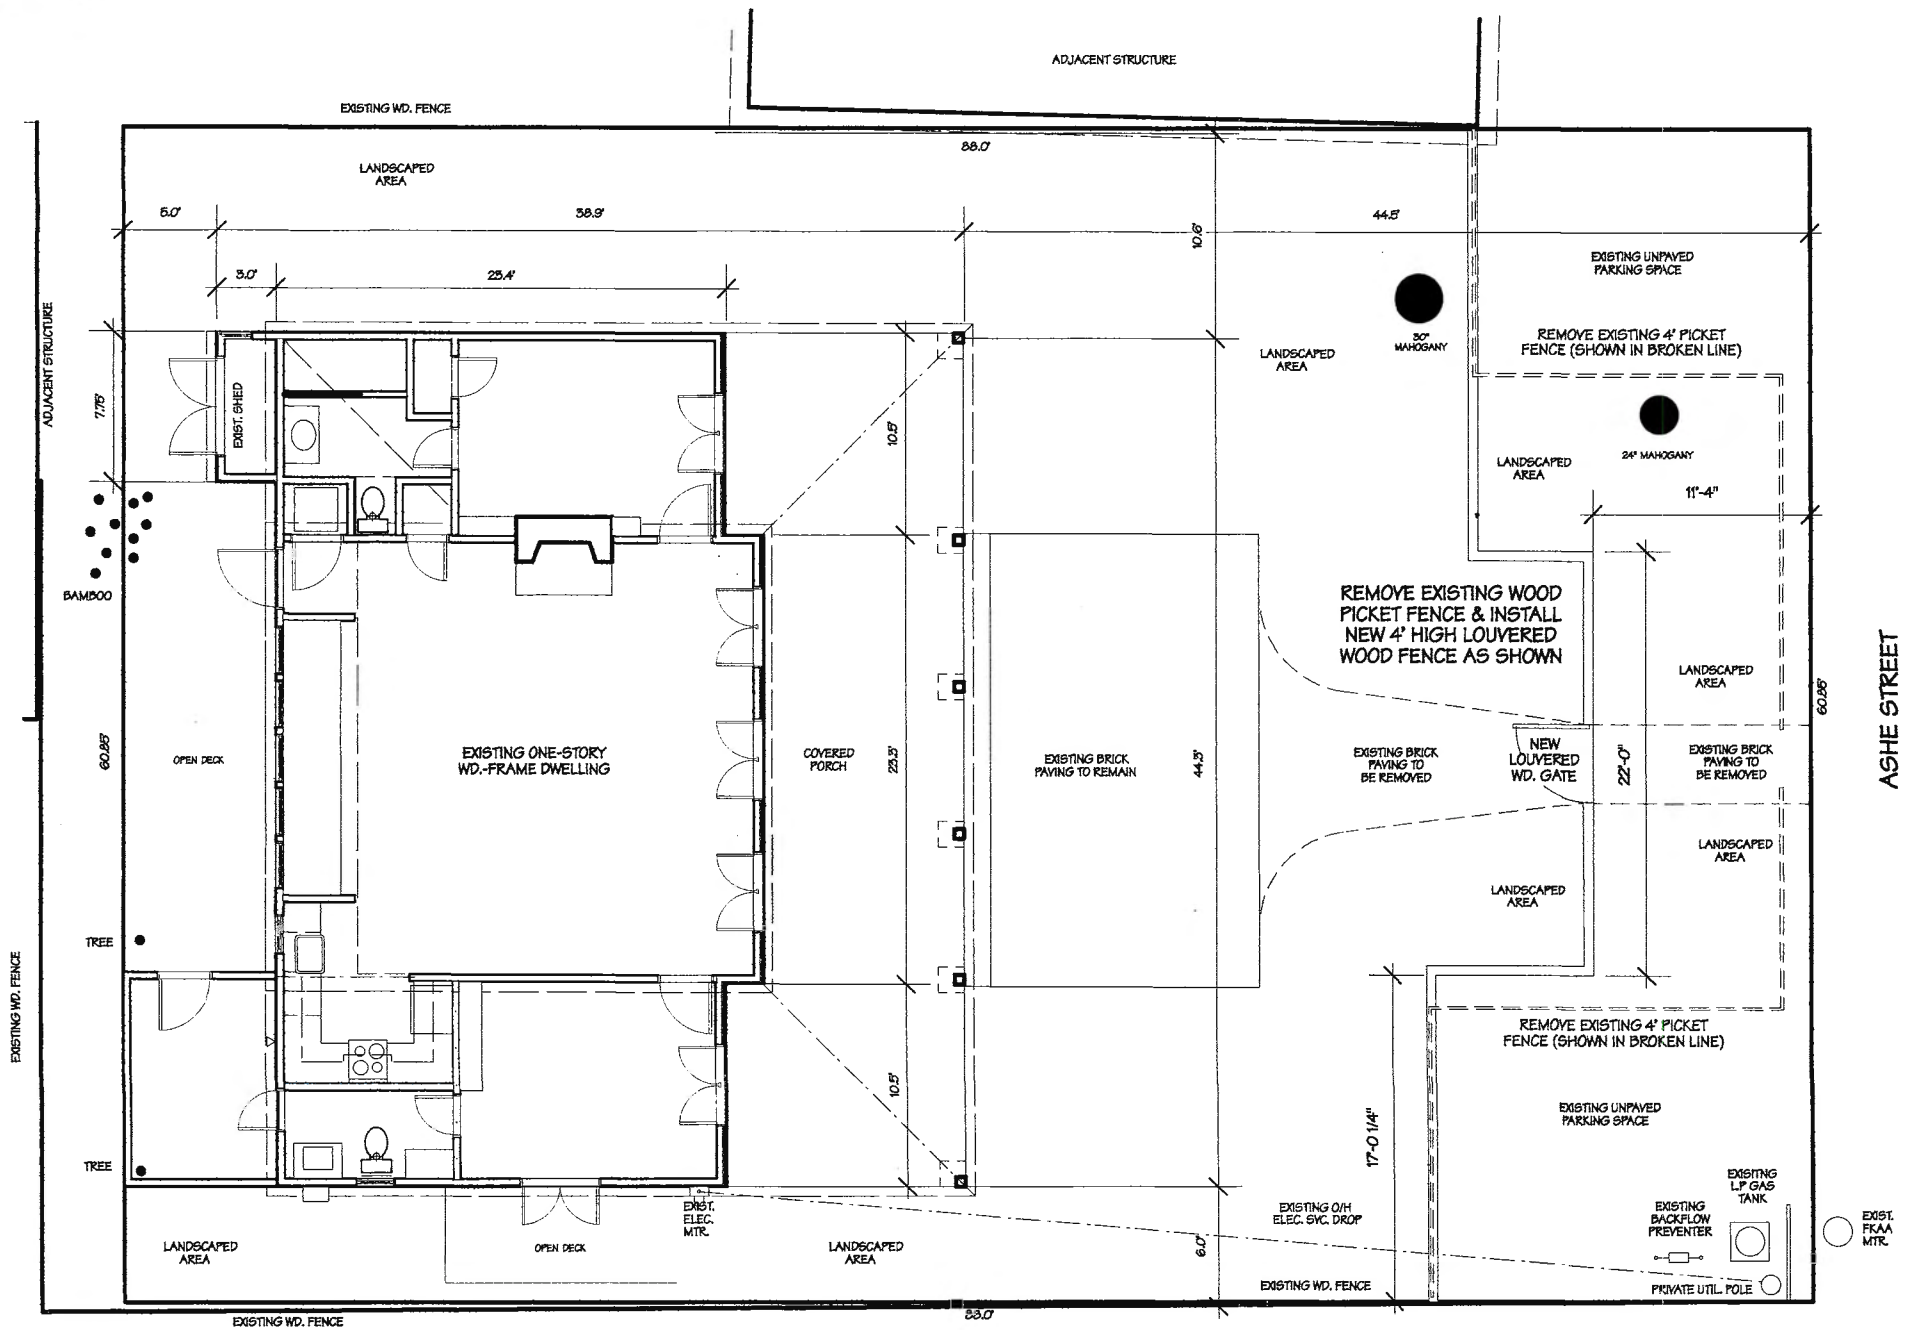 ADJACENT STRUCTURE
EXISTING WD. FENCE
88.0'
LANDSCAPED
AREA
5.0'
38.9'
44.5'
10.6'
3.0'
23.4'
EXISTING UNPAVED
PARKING SPACE
ADJACENT STRUCTURE
30"
MAHOGANY
REMOVE EXISTING 4' PICKET
FENCE (SHOWN IN BROKEN LINE)
LANDSCAPED
AREA
7.75'
EXIST. SHED
10.5'
24" MAHOGANY
LANDSCAPED
AREA
11'-4"
BAMBOO
REMOVE EXISTING WOOD
PICKET FENCE & INSTALL
NEW 4' HIGH LOUVERED
WOOD FENCE AS SHOWN
LANDSCAPED
AREA
60.85'
ASHE STREET
60.85'
OPEN DECK
EXISTING ONE-STORY
WD.-FRAME DWELLING
COVERED
PORCH
23.3'
EXISTING BRICK
PAVING TO REMAIN
44.3'
EXISTING BRICK
PAVING TO
BE REMOVED
NEW
LOUVERED
WD. GATE
22'-0"
EXISTING BRICK
PAVING TO
BE REMOVED
LANDSCAPED
AREA
LANDSCAPED
AREA
TREE
EXISTING WD. FENCE
REMOVE EXISTING 4' PICKET
FENCE (SHOWN IN BROKEN LINE)
10.5'
17'-0 1/4"
EXISTING UNPAVED
PARKING SPACE
TREE
EXIST.
ELEC.
MTR.
EXISTING O/H
ELEC. SVC. DROP
EXISTING
LP GAS
TANK
EXISTING
BACKFLOW
PREVENTER
EXIST.
FKAA
MTR.
LANDSCAPED
AREA
OPEN DECK
LANDSCAPED
AREA
6.0'
EXISTING WD. FENCE
PRIVATE UTIL. POLE
EXISTING WD. FENCE